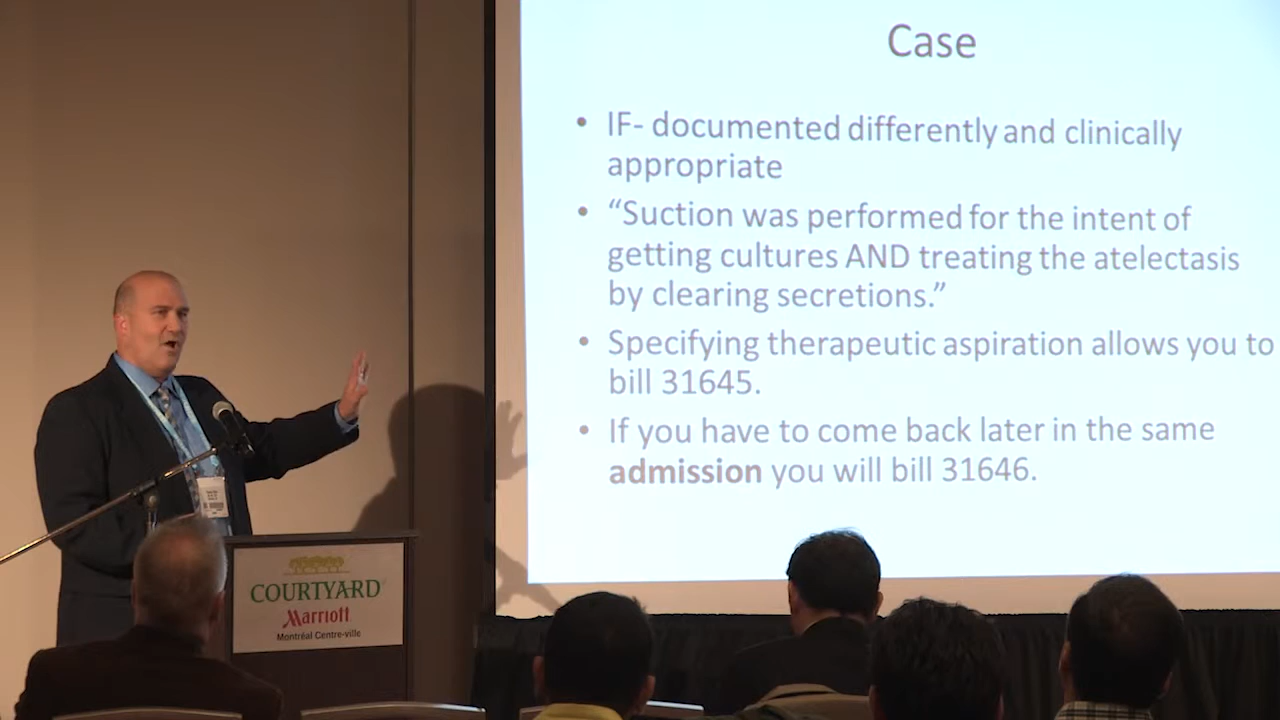 Case
• IF- documented differently and clinically
appropriate
• “Suction was performed for the intent of
getting cultures AND treating the atelectasis
by clearing secretions.”
• Specifying therapeutic aspiration allows you to
bill 31645.
• If you have to come back later in the same
admission you will bill 31646.
COURTYARD
Marriott
Montréal Centre-ville